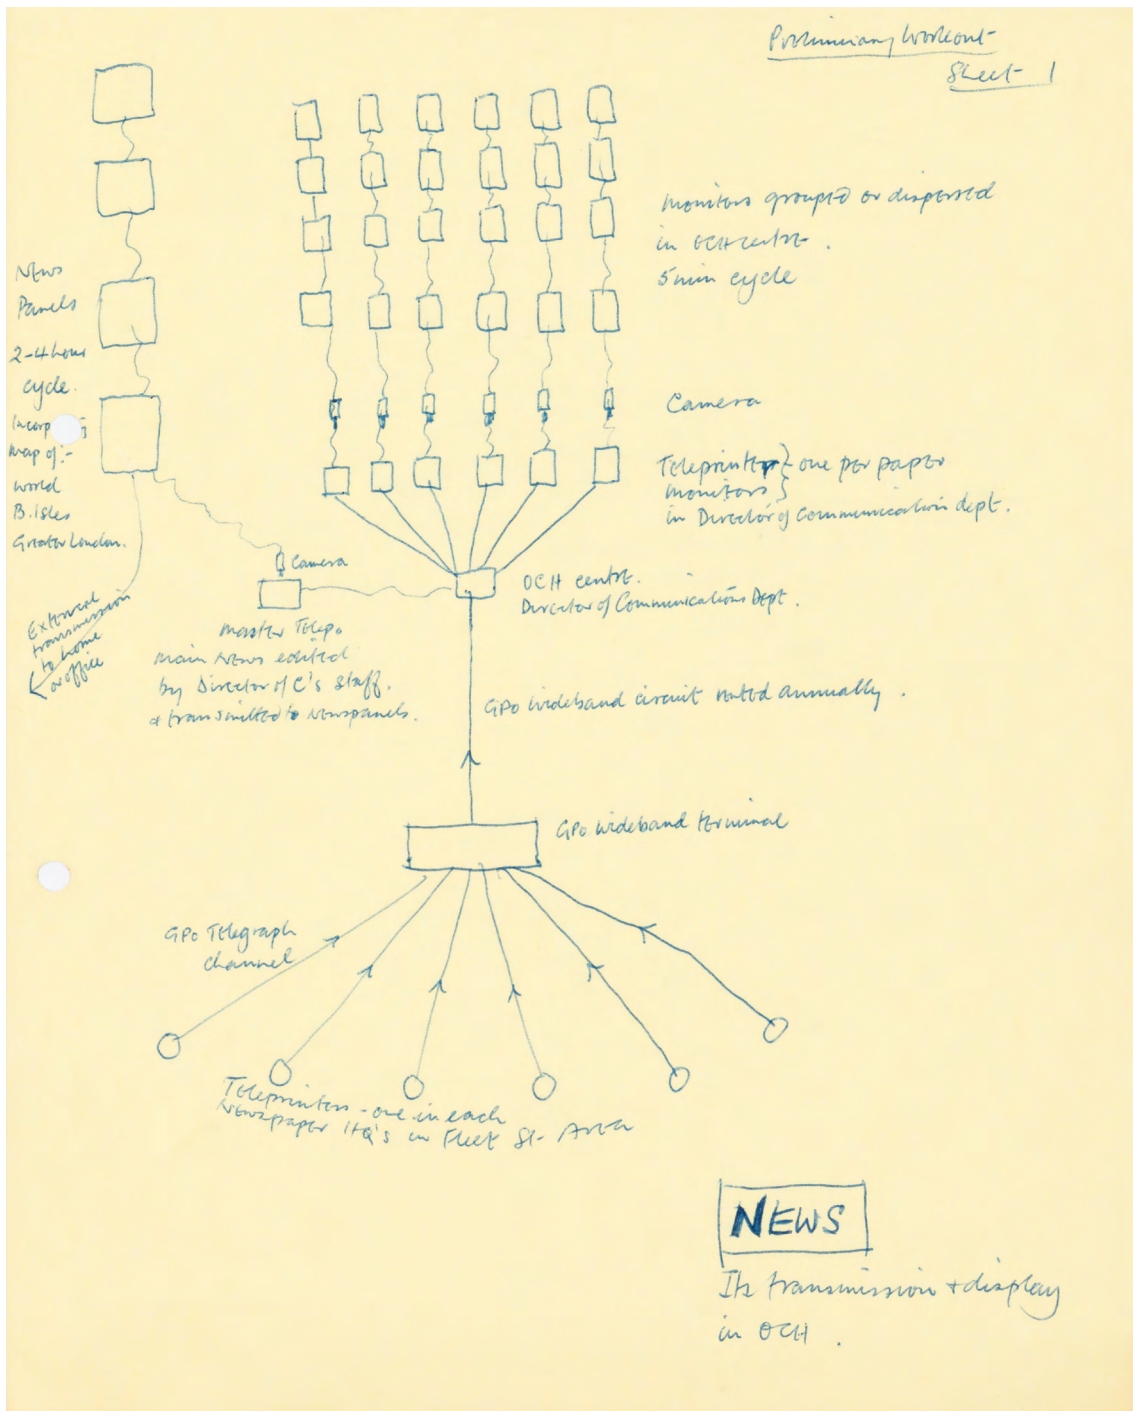 Preliminary Workout
Sheet 1
Monitors grouped or dispersed
in OCH centre.
5 min cycle
News
Panels
2-4 hour
cycle.
Incorp
map of:-
World
B. Isles
Greater London.
Camera
Teleprinter } - one per paper
monitors }
in Director of Communication dept.
Camera
OCH centre.
Director of Communications Dept.
External
transmission
to home
or office
Master Telep.
Main News edited
by Director of C's Staff.
& transmitted to Newspanels.
GPO wideband circuit rented annually.
GPO wideband terminal
GPO Telegraph
channel
Teleprinters - one in each
Newspaper HQ's in Fleet St- Area
NEWS
Its transmission + display
in OCH.